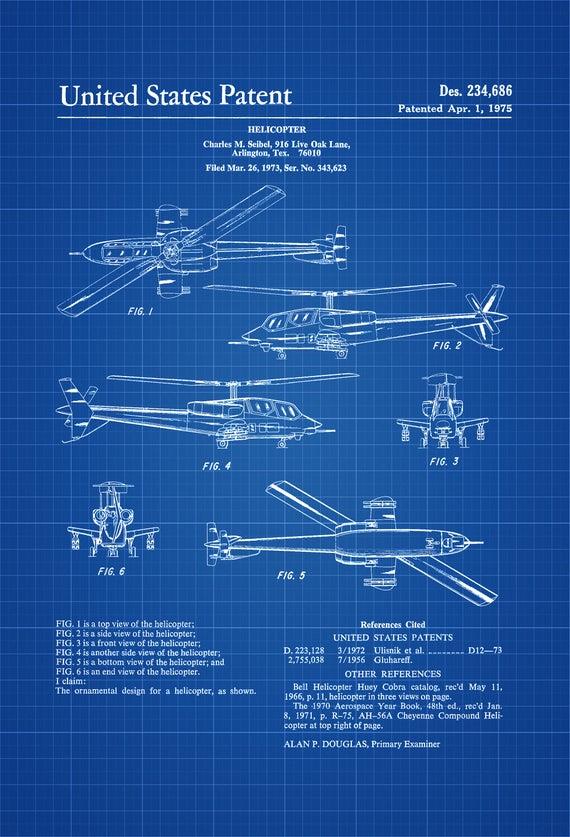 United States Patent
Des. 234,686
Patented Apr. 1, 1975
HELICOPTER
Charles M. Seibel, 916 Live Oak Lane,
Arlington, Tex. 76010
Filed Mar. 26, 1973, Ser. No. 343,623
FIG. 1
FIG. 2
FIG. 4
FIG. 3
FIG. 6
FIG. 5
FIG. 1 is a top view of the helicopter;
FIG. 2 is a side view of the helicopter;
FIG. 3 is a front view of the helicopter;
FIG. 4 is another side view of the helicopter;
FIG. 5 is a bottom view of the helicopter; and
FIG. 6 is an end view of the helicopter.
I claim:
The ornamental design for a helicopter, as shown.
References Cited
UNITED STATES PATENTS
D. 223,128 3/1972 Ulisnik et al. -------- D12—73
2,755,038 7/1956 Gluhareff.
OTHER REFERENCES
Bell Helicopter Huey Cobra catalog, rec'd May 11,
1966, p. 11, helicopter in three views on page.
The 1970 Aerospace Year Book, 48th ed., rec'd Jan.
8, 1971, p. R–75, AH–56A Cheyenne Compound Heli-
copter at top right of page.
ALAN P. DOUGLAS, Primary Examiner